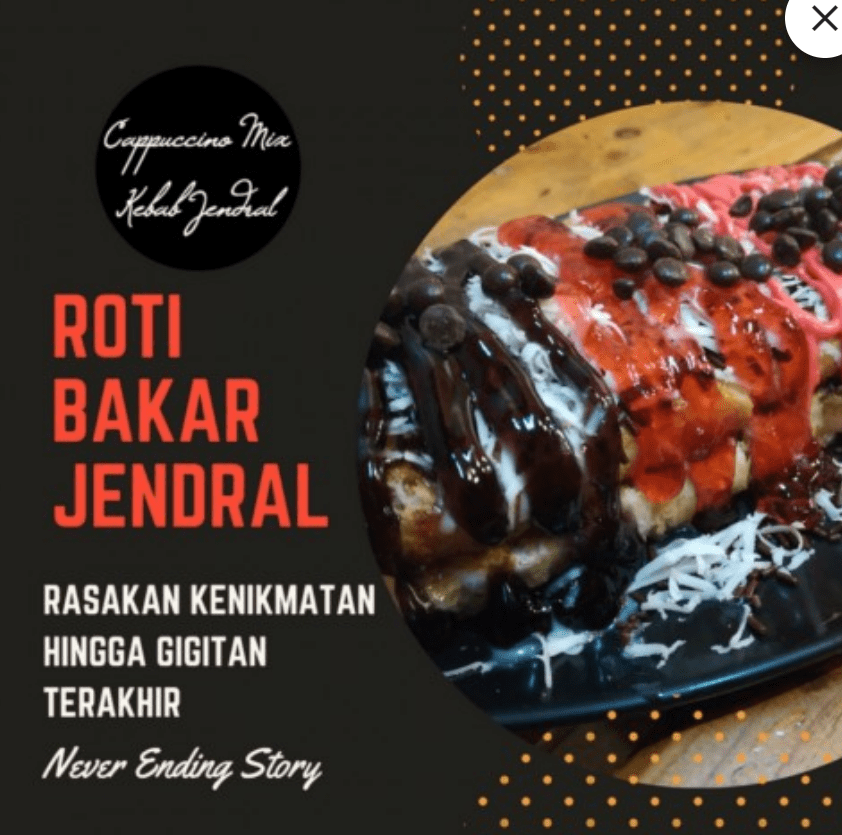 Cappuccino Mix
Kebab Jendral
ROTI
BAKAR
JENDRAL
RASAKAN KENIKMATAN
HINGGA GIGITAN
TERAKHIR
Never Ending Story